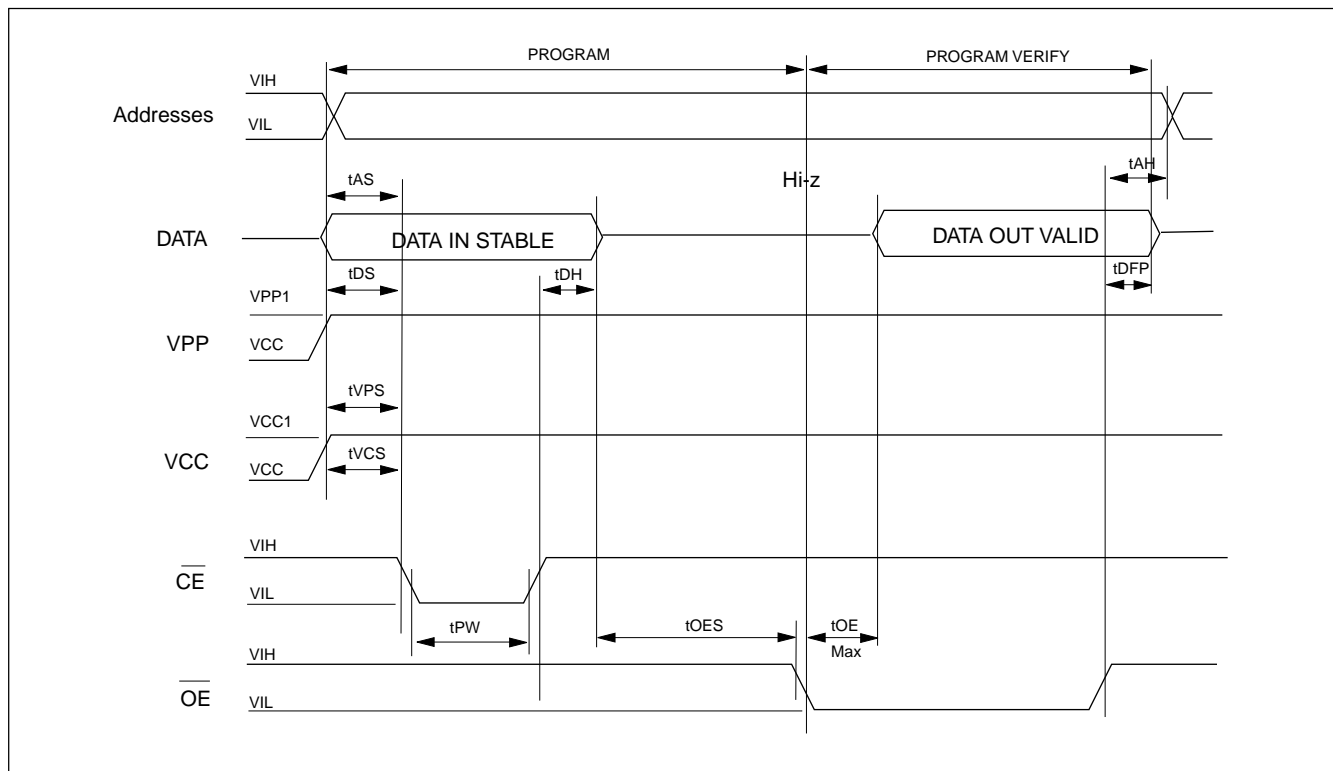 PROGRAM
PROGRAM VERIFY
VIH
Addresses
VIL
tAS
Hi-z
tAH
DATA
DATA IN STABLE
DATA OUT VALID
tDS
tDH
tDFP
VPP1
VPP
VCC
tVPS
VCC1
VCC
tVCS
VCC
VIH
CE
VIL
tPW
tOES
tOE
Max
VIH
OE
VIL